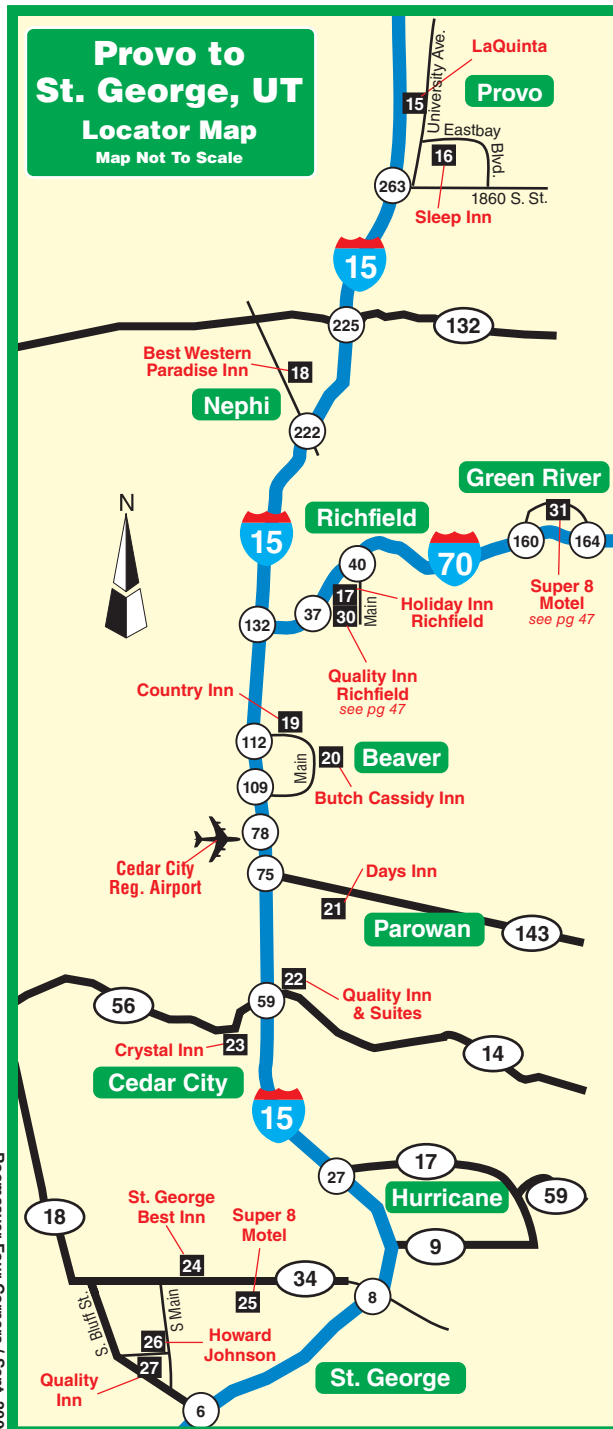 Provo to
St. George, UT
Locator Map
Map Not To Scale
LaQuinta
University Ave.
15
Provo
Eastbay
Blvd.
16
263
1860 S. St.
Sleep Inn
15
225
132
Best Western
Paradise Inn
18
Nephi
222
N
Green River
31
160
164
Super 8
Motel
see pg 47
15
Richfield
70
40
37
17
30
Main
Holiday Inn
Richfield
132
Quality Inn
Richfield
see pg 47
Country Inn
19
112
Main
20
Beaver
109
Butch Cassidy Inn
78
Cedar City
Reg. Airport
75
Days Inn
21
Parowan
143
22
Quality Inn
& Suites
56
59
14
Crystal Inn
23
Cedar City
15
27
17
Hurricane
59
9
18
St. George
Best Inn
24
Super 8
Motel
25
34
8
S. Bluff St.
S Main
26
Howard
Johnson
27
Quality
Inn
St. George
6